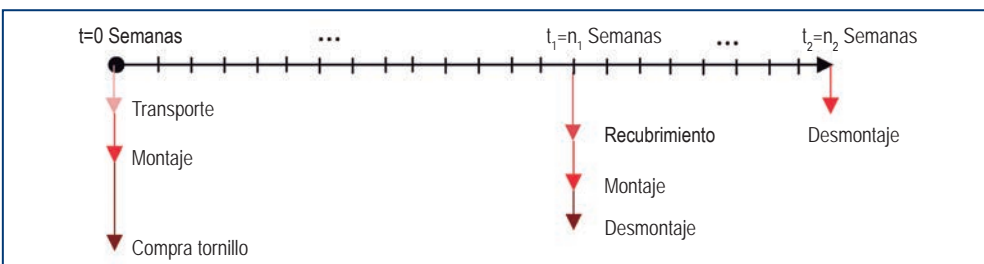 t=0 Semanas ... t₁=n₁ Semanas ... t₂=n₂ Semanas
Transporte
Montaje
Compra tornillo
Recubrimiento
Montaje
Desmontaje
Desmontaje